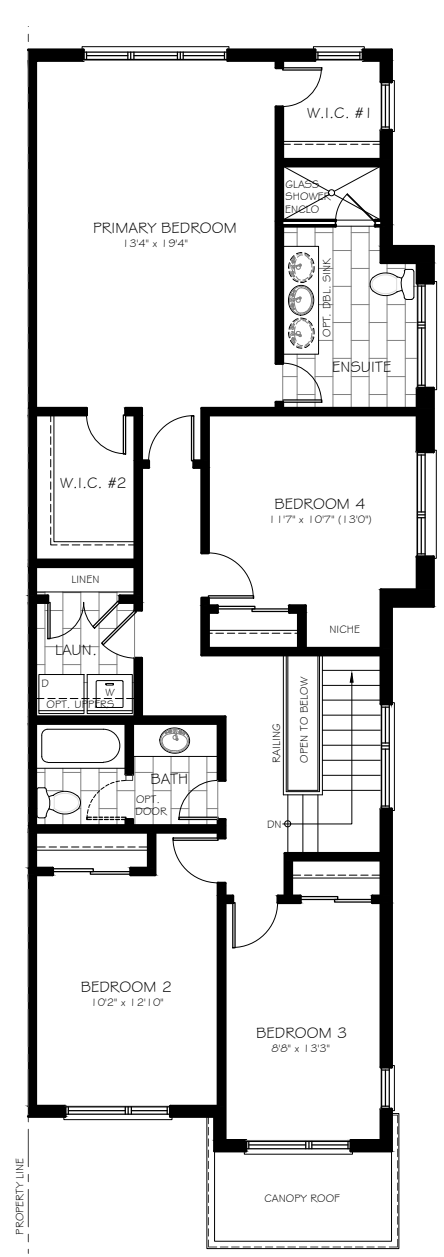 W.I.C. #1
GLASS
SHOWER
ENCLO
PRIMARY BEDROOM
13'4" x 19'4"
OPT. DBL. SINK
ENSUITE
W.I.C. #2
BEDROOM 4
11'7" x 10'7" (13'0")
LINEN
NICHE
LAUN.
D
W
OPT. UPPERS
RAILING
OPEN TO BELOW
BATH
OPT.
DOOR
DN
BEDROOM 2
10'2" x 12'10"
BEDROOM 3
8'8" x 13'3"
PROPERTY LINE
CANOPY ROOF